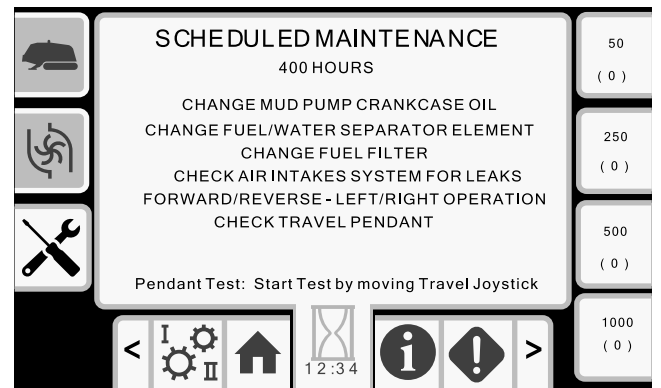 SCHEDULED MAINTENANCE
400 HOURS
CHANGE MUD PUMP CRANKCASE OIL
CHANGE FUEL/WATER SEPARATOR ELEMENT
CHANGE FUEL FILTER
CHECK AIR INTAKES SYSTEM FOR LEAKS
FORWARD/REVERSE - LEFT/RIGHT OPERATION
CHECK TRAVEL PENDANT
Pendant Test: Start Test by moving Travel Joystick
50
( 0 )
250
( 0 )
500
( 0 )
1000
( 0 )
<
I
II
12:34
i
!
>